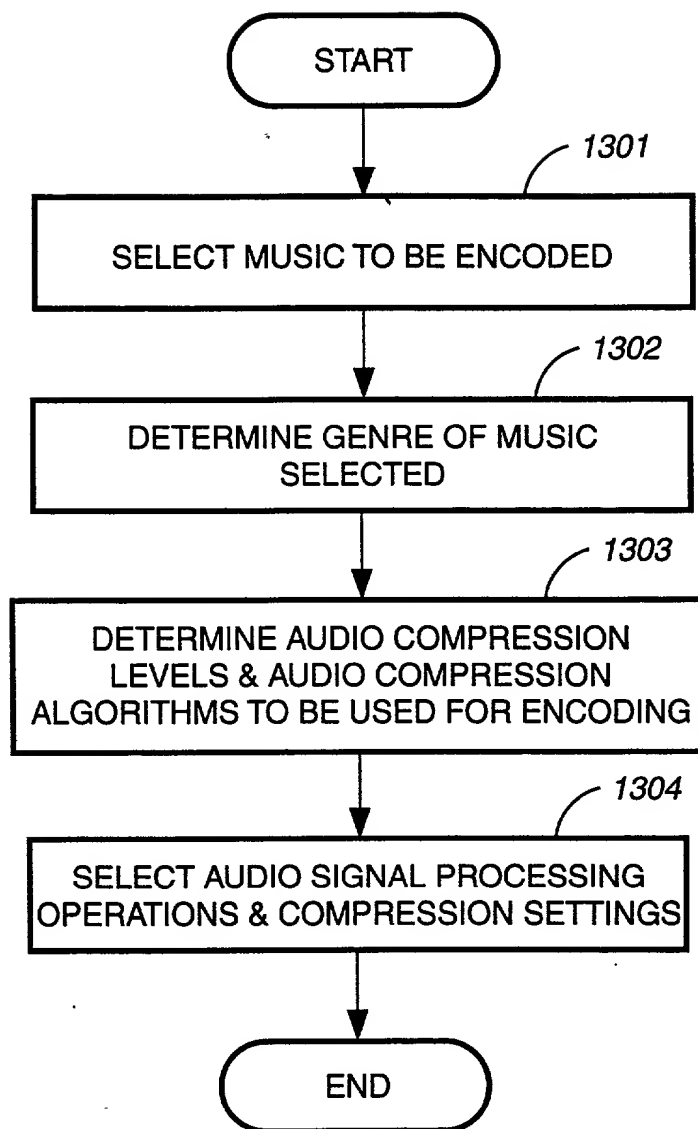 START
1301
SELECT MUSIC TO BE ENCODED
1302
DETERMINE GENRE OF MUSIC
SELECTED
1303
DETERMINE AUDIO COMPRESSION
LEVELS & AUDIO COMPRESSION
ALGORITHMS TO BE USED FOR ENCODING
1304
SELECT AUDIO SIGNAL PROCESSING
OPERATIONS & COMPRESSION SETTINGS
END